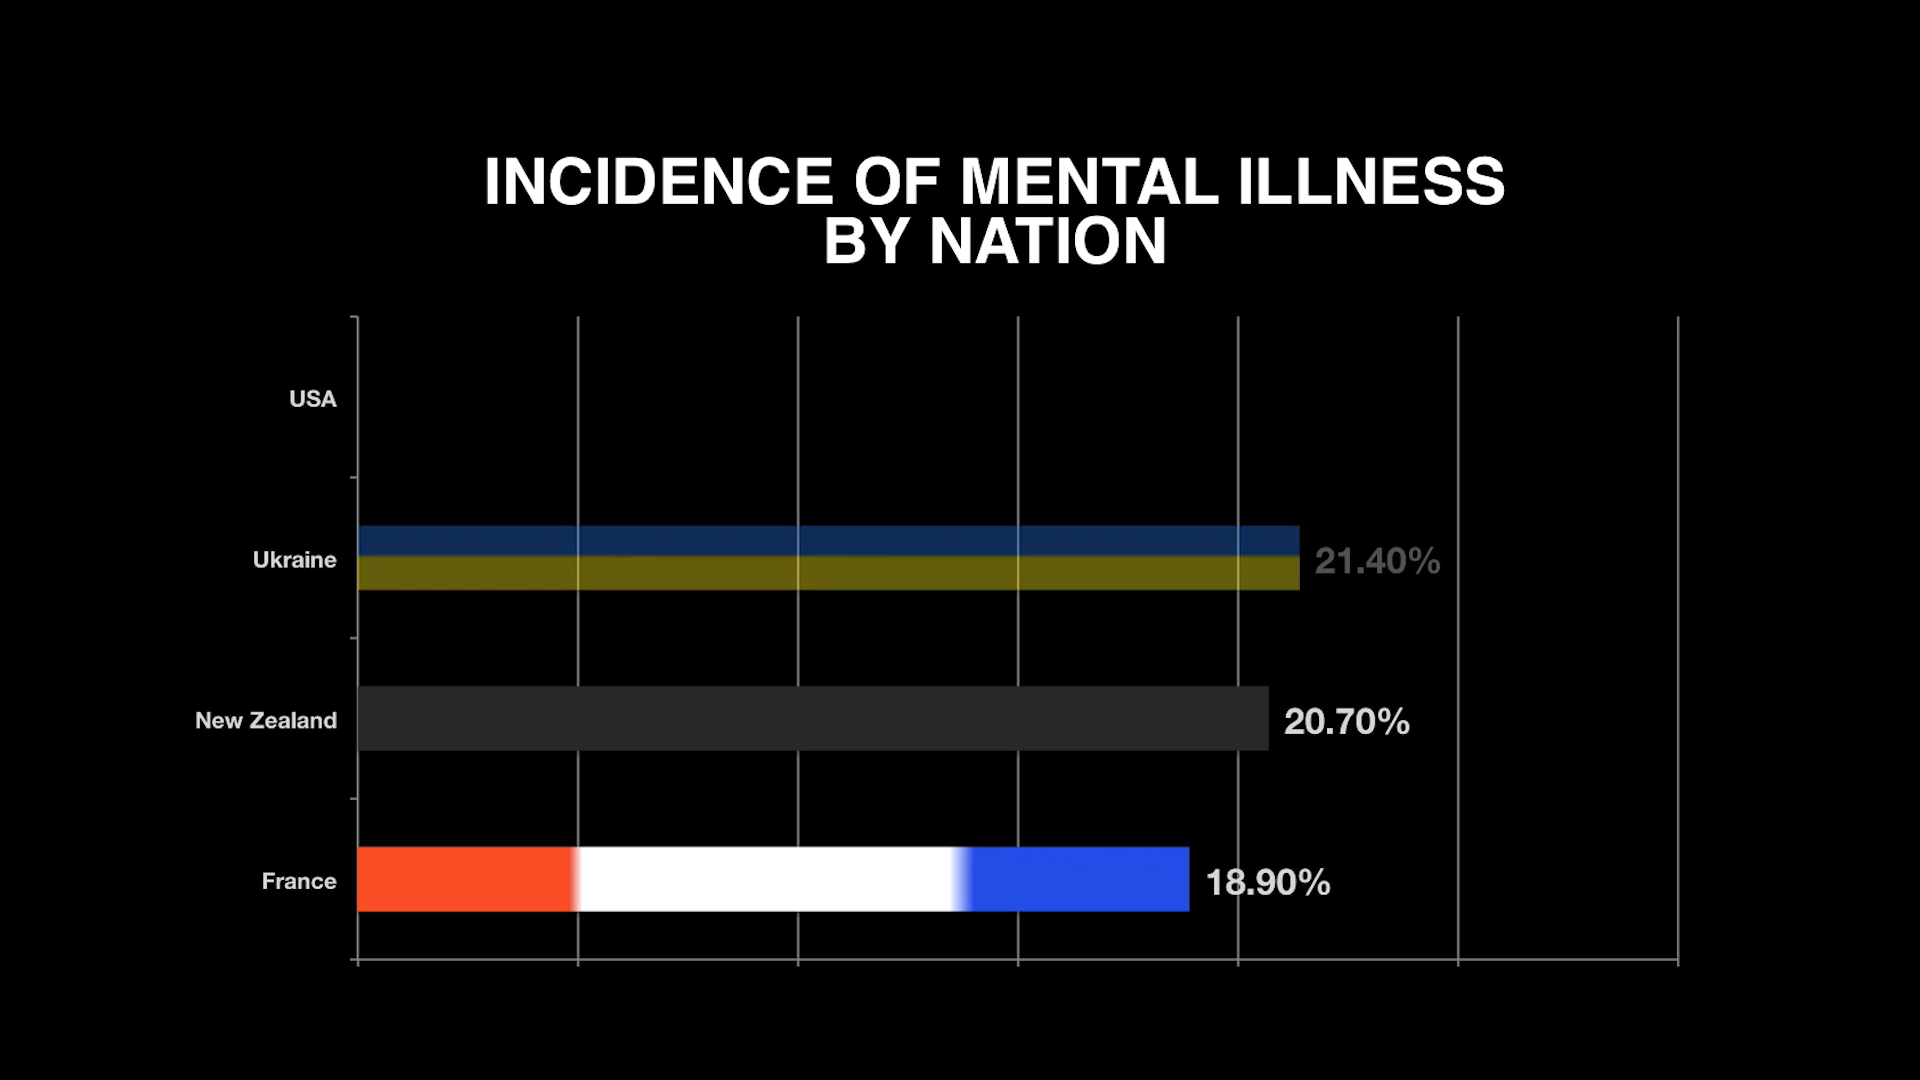 INCIDENCE OF MENTAL ILLNESS
BY NATION
USA
Ukraine
21.40%
New Zealand
20.70%
France
18.90%